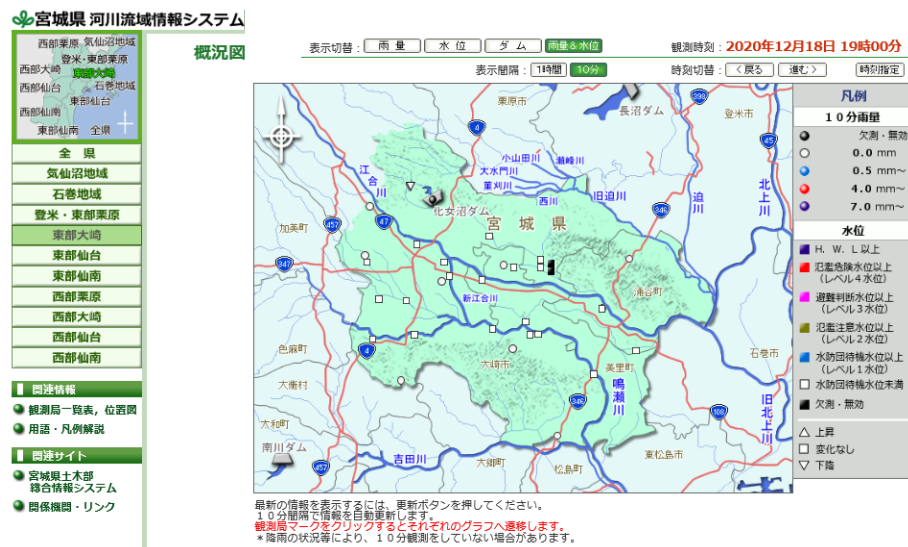 宮城県 河川流域情報システム
西部栗原 気仙沼地域
登米・東部栗原
西部大崎 東部大崎
西部仙台 石巻地域
東部仙台
西部仙南
東部仙南 全県
全 県
気仙沼地域
石巻地域
登米・東部栗原
東部大崎
東部仙台
東部仙南
西部栗原
西部大崎
西部仙台
西部仙南
関連情報
観測局一覧表，位置図
用語・凡例解説
関連サイト
宮城県土木部
総合情報システム
関係機関・リンク
概況図
表示切替： 雨 量 水 位 ダ ム 雨量&水位
観測時刻：2020年12月18日 19時00分
表示間隔： 1時間 10分
時刻切替： 〈 戻る 進む 〉 時刻指定
栗原市
長沼ダム
398
登米市
4
45
小山田川
瀬峰川
大水門川
萱刈川
江合川
旧迫川
西川
迫川
北上川
化女沼ダム
346
宮 城 県
47
457
加美町
347
涌谷町
新江合川
色麻町
4
石巻市
大崎市
美里町
大衡村
鳴瀬川
346
108
旧北上川
大和町
南川ダム
吉田川
457
大郷町
松島町
東松島市
凡例
１０分雨量
欠測・無効
0.0 mm
0.5 mm～
4.0 mm～
7.0 mm～
水位
Ｈ．Ｗ．Ｌ以上
氾濫危険水位以上
（レベル４水位）
避難判断水位以上
（レベル３水位）
氾濫注意水位以上
（レベル２水位）
水防団待機水位以上
（レベル１水位）
水防団待機水位未満
欠測・無効
上昇
変化なし
下降
最新の情報を表示するには、更新ボタンを押してください。
１０分間隔で情報を自動更新します。
観測局マークをクリックするとそれぞれのグラフへ遷移します。
＊降雨の状況等により、１０分観測をしていない場合があります。